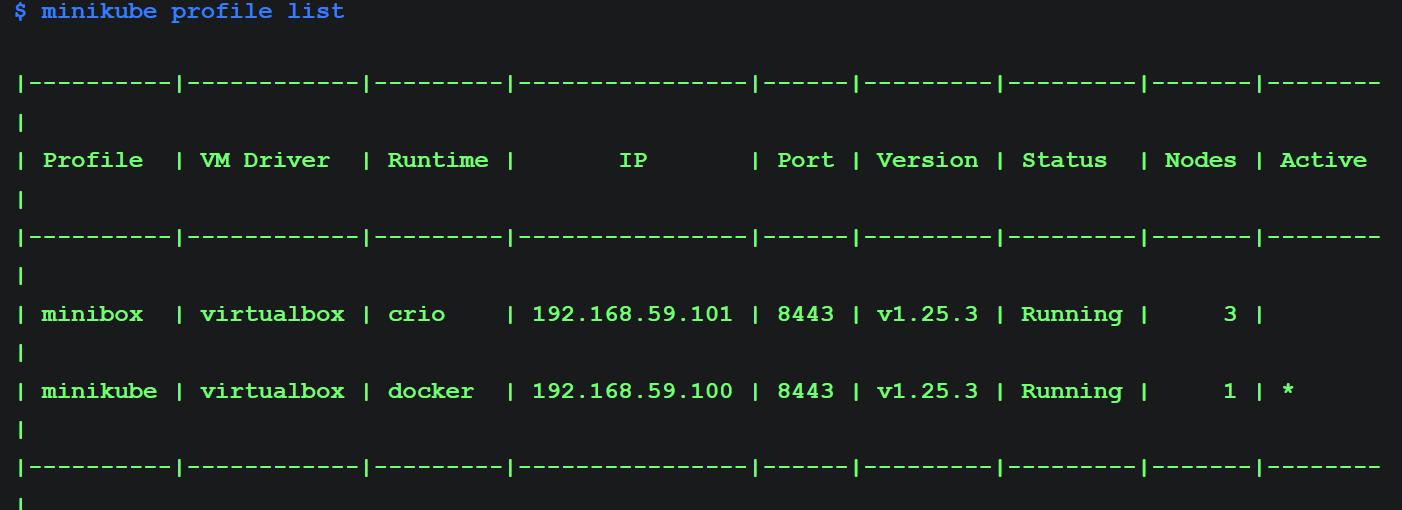 $ minikube profile list
|----------|------------|---------|----------------|------|---------|---------|-------|--------
|
| Profile  | VM Driver  | Runtime |       IP       | Port | Version | Status  | Nodes | Active
|
|----------|------------|---------|----------------|------|---------|---------|-------|--------
|
| minibox  | virtualbox | crio    | 192.168.59.101 | 8443 | v1.25.3 | Running |     3 |
|
| minikube | virtualbox | docker  | 192.168.59.100 | 8443 | v1.25.3 | Running |     1 | *
|
|----------|------------|---------|----------------|------|---------|---------|-------|--------
|